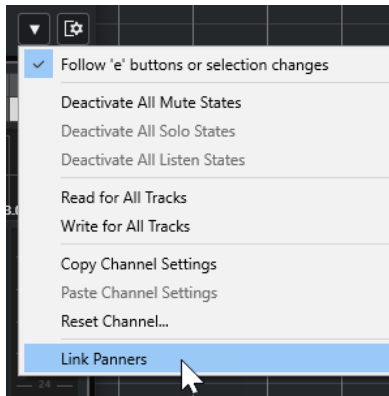 Follow 'e' buttons or selection changes
Deactivate All Mute States
Deactivate All Solo States
Deactivate All Listen States
Read for All Tracks
Write for All Tracks
Copy Channel Settings
Paste Channel Settings
Reset Channel...
Link Panners
24